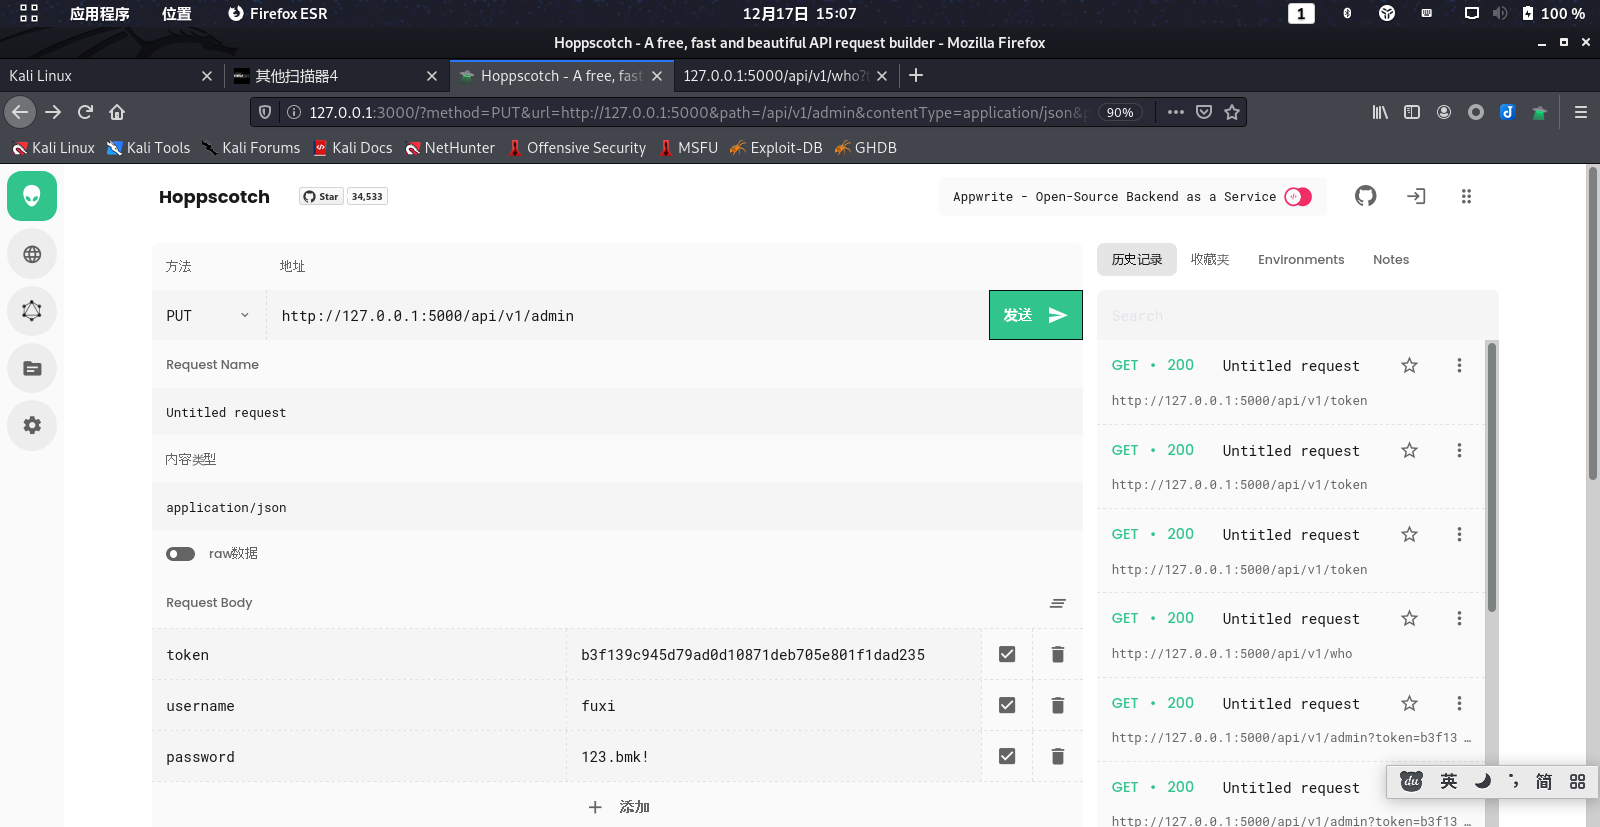 应用程序 位置 Firefox ESR 12月17日 15:07 1 100 %
Hoppscotch - A free, fast and beautiful API request builder - Mozilla Firefox
Kali Linux 其他扫描器4 Hoppscotch - A free, fast 127.0.0.1:5000/api/v1/who?
127.0.0.1:3000/?method=PUT&url=http://127.0.0.1:5000&path=/api/v1/admin&contentType=application/json& 90%
Kali Linux Kali Tools Kali Forums Kali Docs NetHunter Offensive Security MSFU Exploit-DB GHDB
Hoppscotch Star 34,533 Appwrite - Open-Source Backend as a Service
方法 地址
PUT http://127.0.0.1:5000/api/v1/admin 发送
Request Name
Untitled request
内容类型
application/json
raw数据
Request Body
token b3f139c945d79ad0d10871deb705e801f1dad235
username fuxi
password 123.bmk!
添加
历史记录 收藏夹 Environments Notes
Search
GET • 200 Untitled request
http://127.0.0.1:5000/api/v1/token
GET • 200 Untitled request
http://127.0.0.1:5000/api/v1/token
GET • 200 Untitled request
http://127.0.0.1:5000/api/v1/token
GET • 200 Untitled request
http://127.0.0.1:5000/api/v1/who
GET • 200 Untitled request
http://127.0.0.1:5000/api/v1/admin?token=b3f13 …
GET • 200 Untitled request
http://127.0.0.1:5000/api/v1/admin?token=b3f13 …
du 英 简